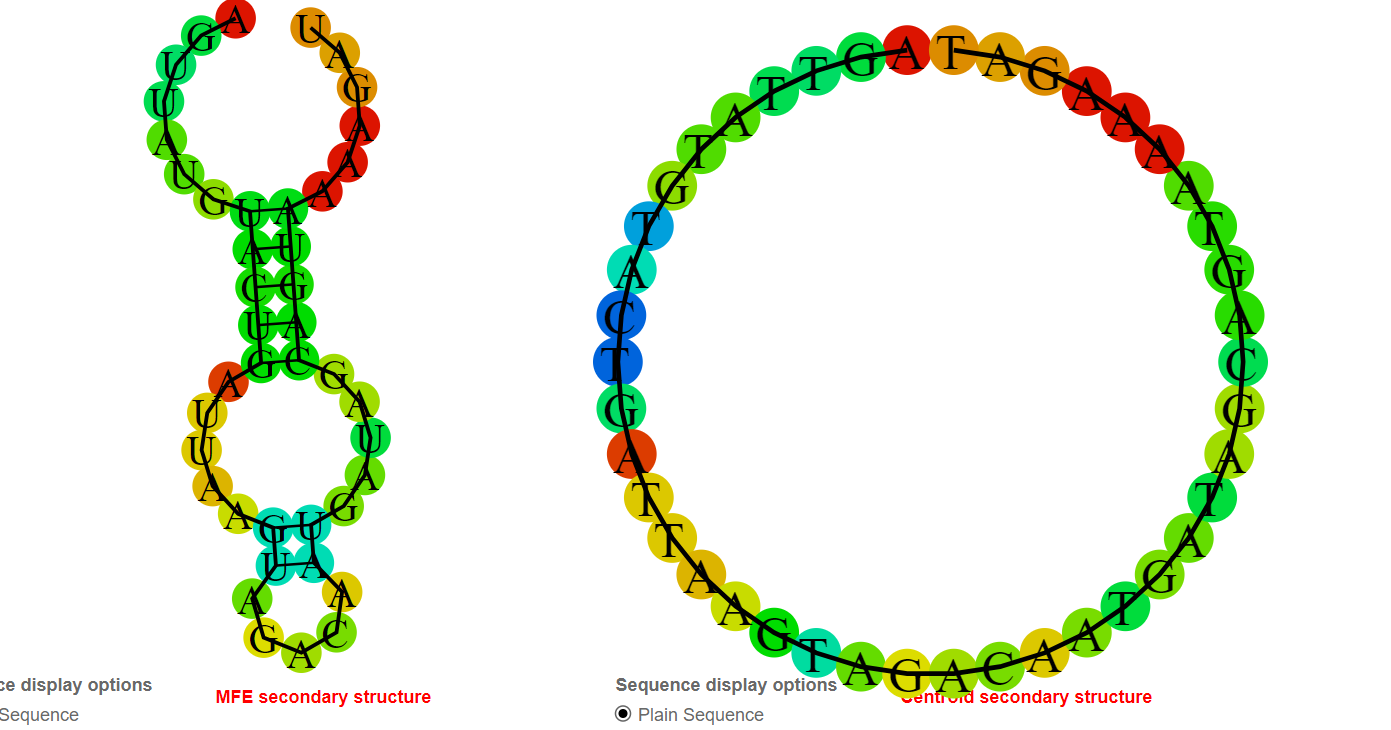 A G U U A U G U A C U G A U U A A G U A G A C A A U G A U A G C A G U A A A A G A U
A G T T A T G T A C T G A T T A A G T A G A C A A T G A T A G C A G T A A A A G A T
ce display options
MFE secondary structure
Sequence
Sequence display options
Centroid secondary structure
Plain Sequence